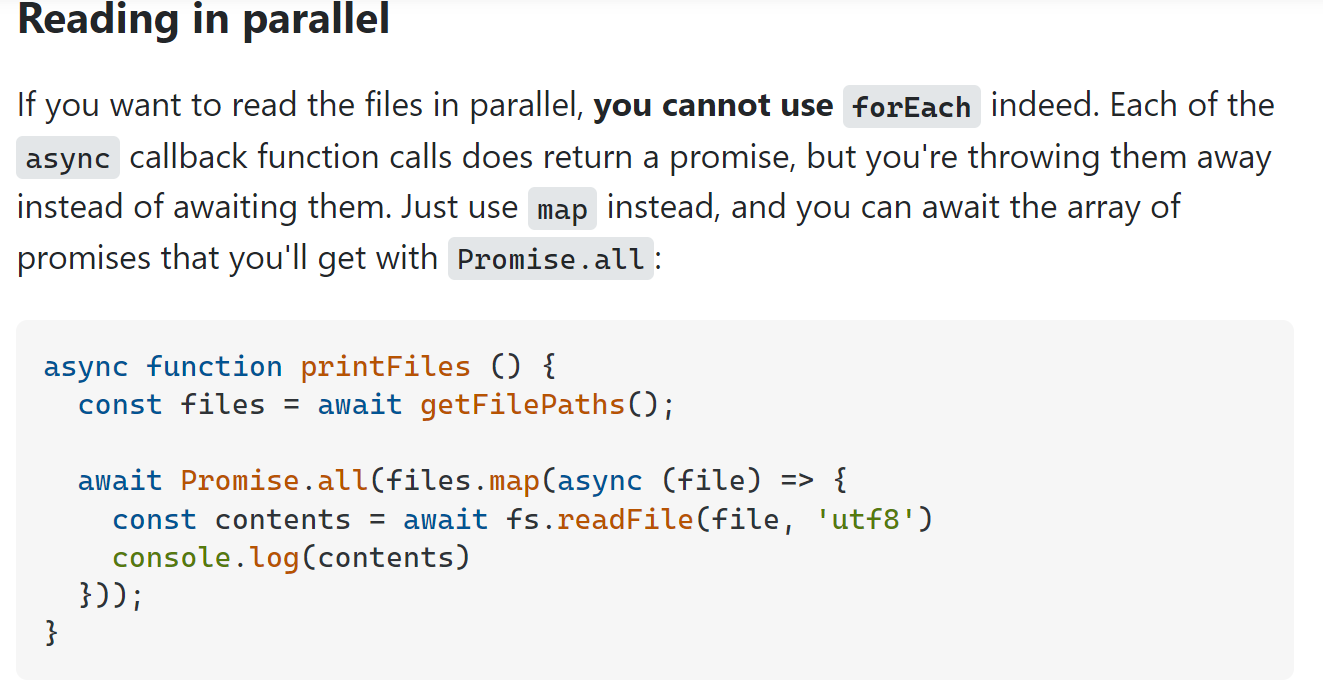 Reading in parallel
If you want to read the files in parallel, you cannot use forEach indeed. Each of the
async callback function calls does return a promise, but you're throwing them away
instead of awaiting them. Just use map instead, and you can await the array of
promises that you'll get with Promise.all:
async function printFiles () {
  const files = await getFilePaths();

  await Promise.all(files.map(async (file) => {
    const contents = await fs.readFile(file, 'utf8')
    console.log(contents)
  }));
}